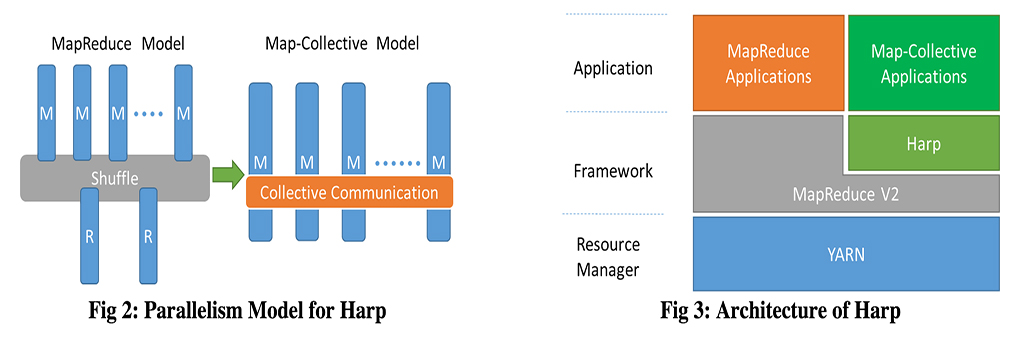 MapReduce Model
M M M •••• M
Shuffle
R R
Map-Collective Model
M M M •••••• M
Collective Communication
Fig 2: Parallelism Model for Harp
Application
MapReduce
Applications
Map-Collective
Applications
Framework
Harp
MapReduce V2
Resource
Manager
YARN
Fig 3: Architecture of Harp